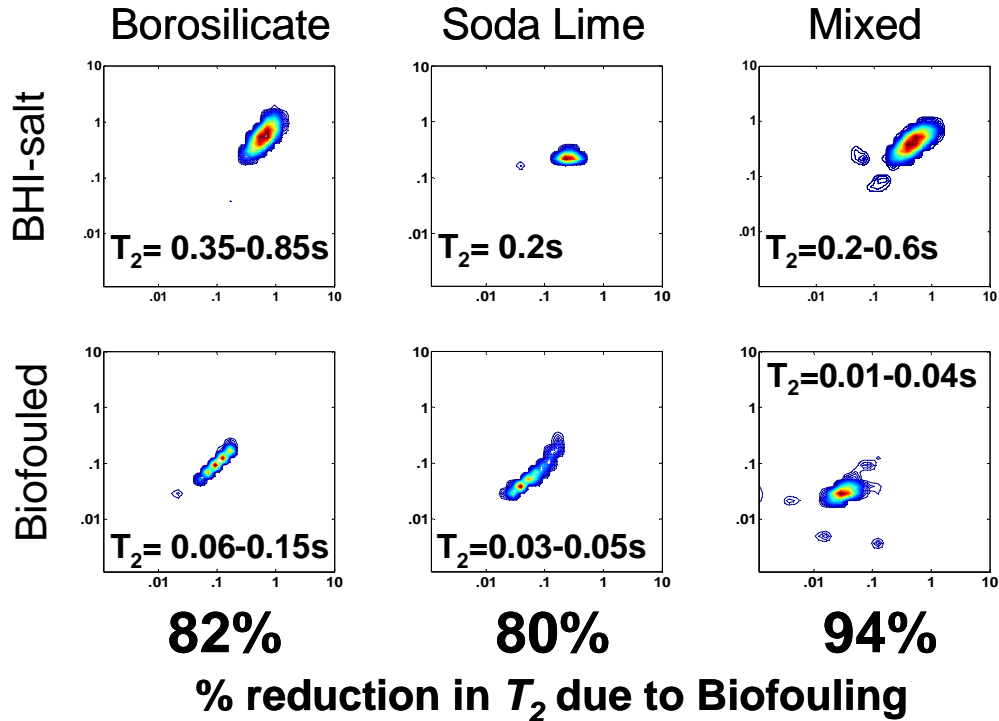 Borosilicate Soda Lime Mixed
BHI-salt
10
1
.1
.01
T2= 0.35-0.85s
.01 .1 1 10
10
1
.1
.01
T2= 0.2s
.01 .1 1 10
10
1
.1
.01
T2=0.2-0.6s
.01 .1 1 10
Biofouled
10
1
.1
.01
T2= 0.06-0.15s
.01 .1 1 10
10
1
.1
.01
T2=0.03-0.05s
.01 .1 1 10
10
T2=0.01-0.04s
1
.1
.01
.01 .1 1 10
82% 80% 94%
% reduction in T2 due to Biofouling